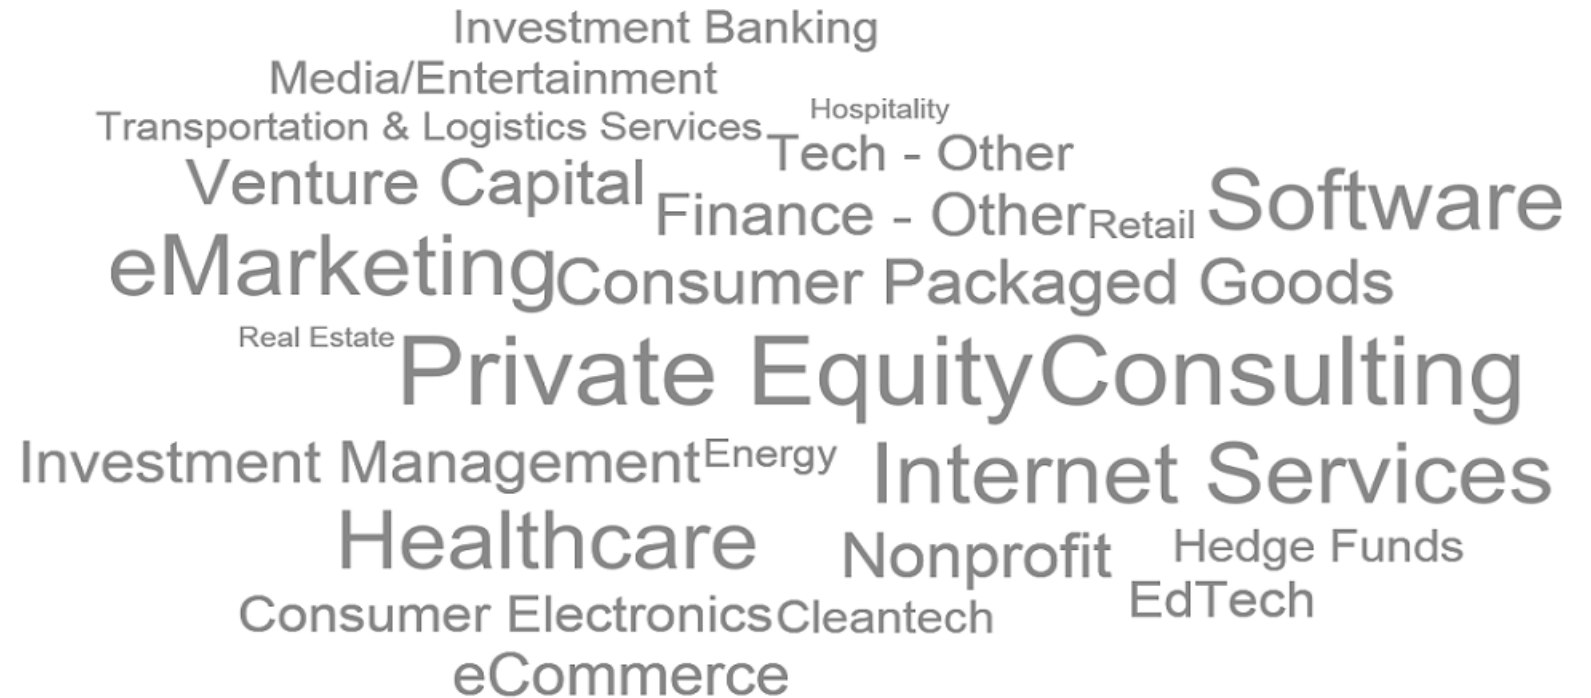 Investment Banking
Media/Entertainment
Hospitality
Transportation & Logistics Services
Tech - Other
Venture Capital
Finance - Other
Retail
Software
eMarketing
Consumer Packaged Goods
Real Estate
Private Equity
Consulting
Investment Management
Energy
Internet Services
Healthcare
Nonprofit
Hedge Funds
EdTech
Consumer Electronics
Cleantech
eCommerce